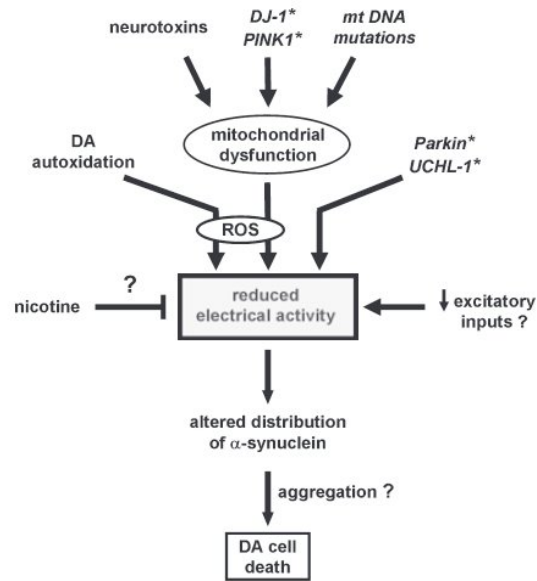 neurotoxins
DJ-1*
PINK1*
mt DNA
mutations
mitochondrial
dysfunction
DA
autoxidation
Parkin*
UCHL-1*
ROS
?
nicotine
reduced
electrical activity
↓ excitatory
inputs ?
altered distribution
of α-synuclein
aggregation ?
DA cell
death